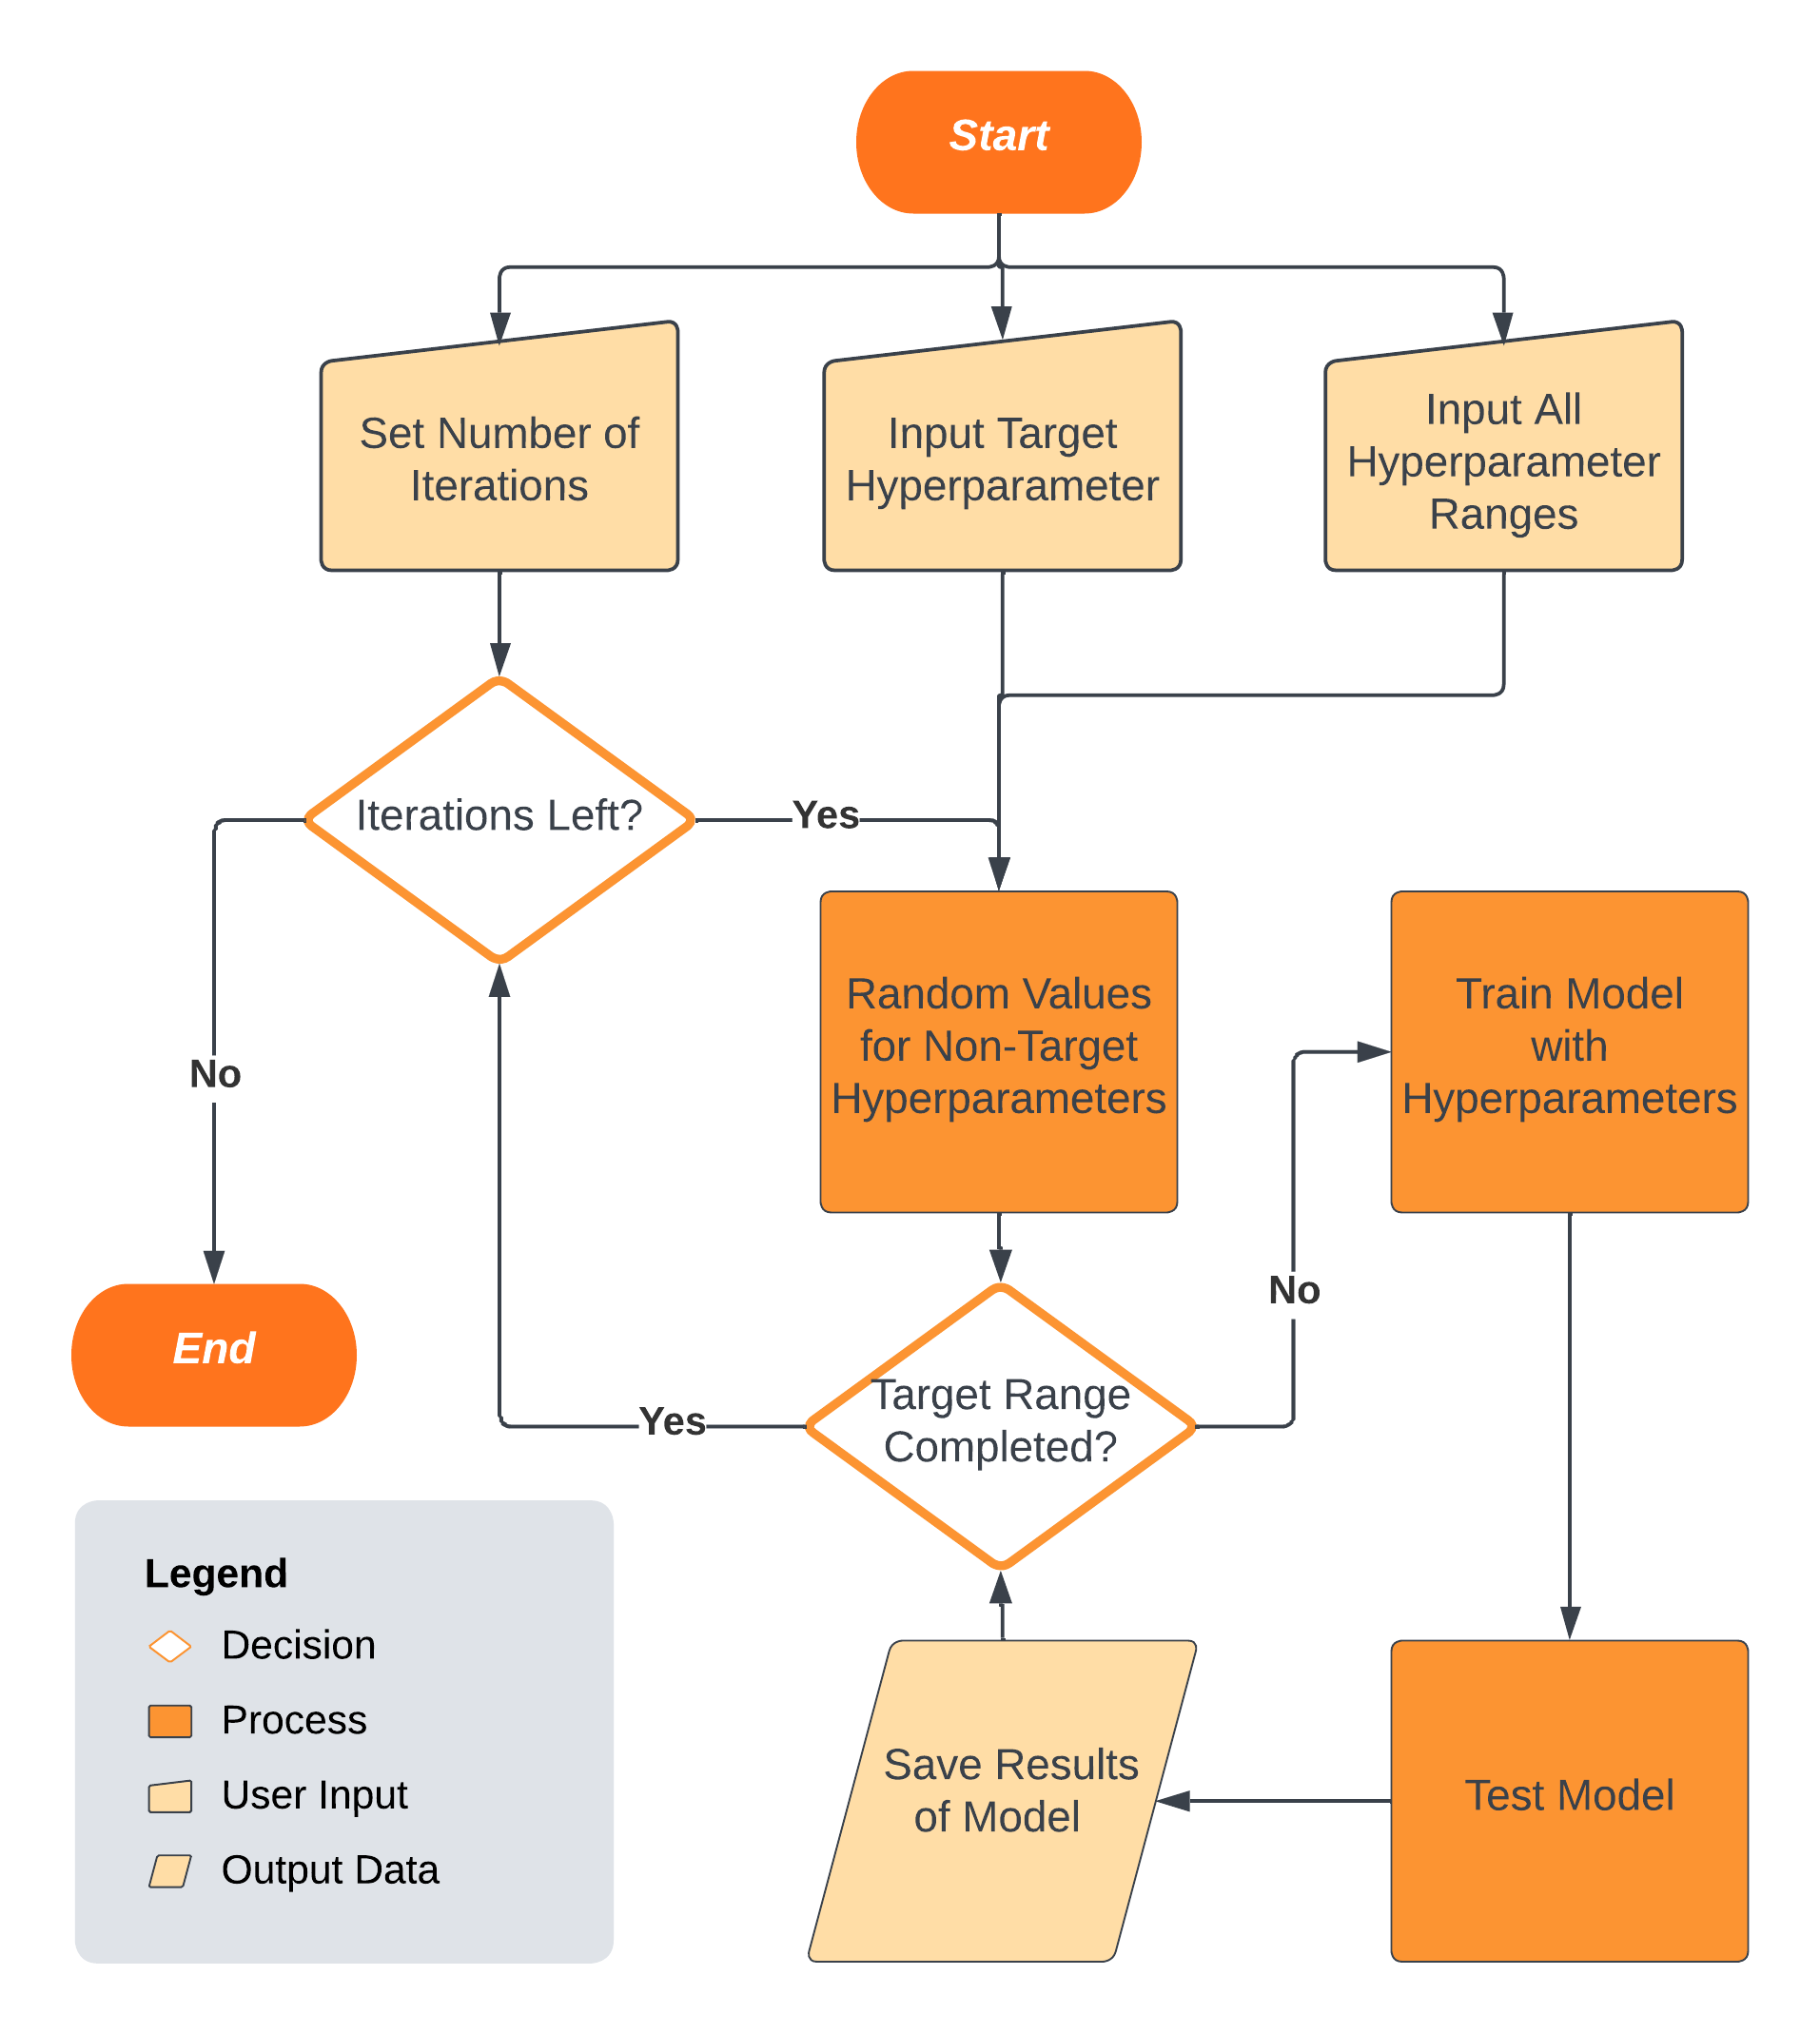 Start
Set Number of
Iterations
Input Target
Hyperparameter
Input All
Hyperparameter
Ranges
Iterations Left?
Yes
No
Random Values
for Non-Target
Hyperparameters
Train Model
with
Hyperparameters
No
End
Target Range
Completed?
Yes
Save Results
of Model
Test Model
Legend
Decision
Process
User Input
Output Data